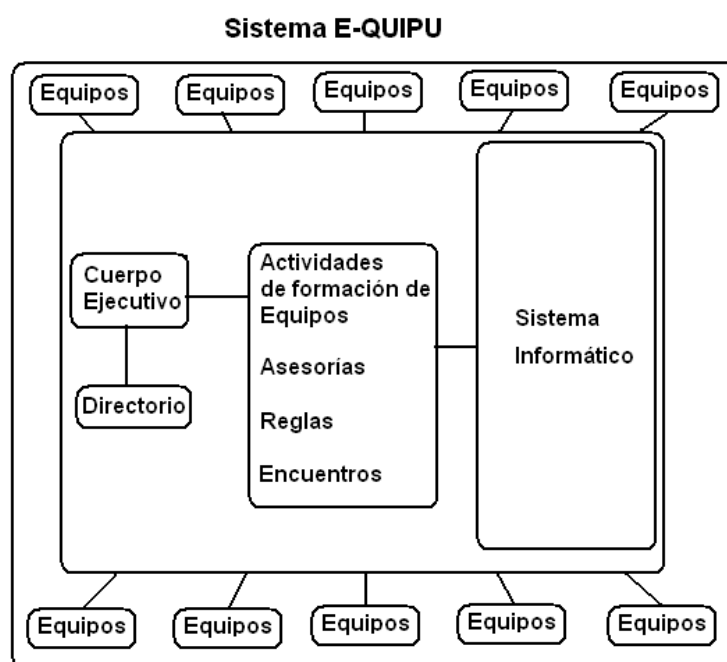 Sistema E-QUIPU
Equipos
Equipos
Equipos
Equipos
Equipos
Cuerpo
Ejecutivo
Directorio
Actividades
de formación de
Equipos
Asesorías
Reglas
Encuentros
Sistema
Informático
Equipos
Equipos
Equipos
Equipos
Equipos